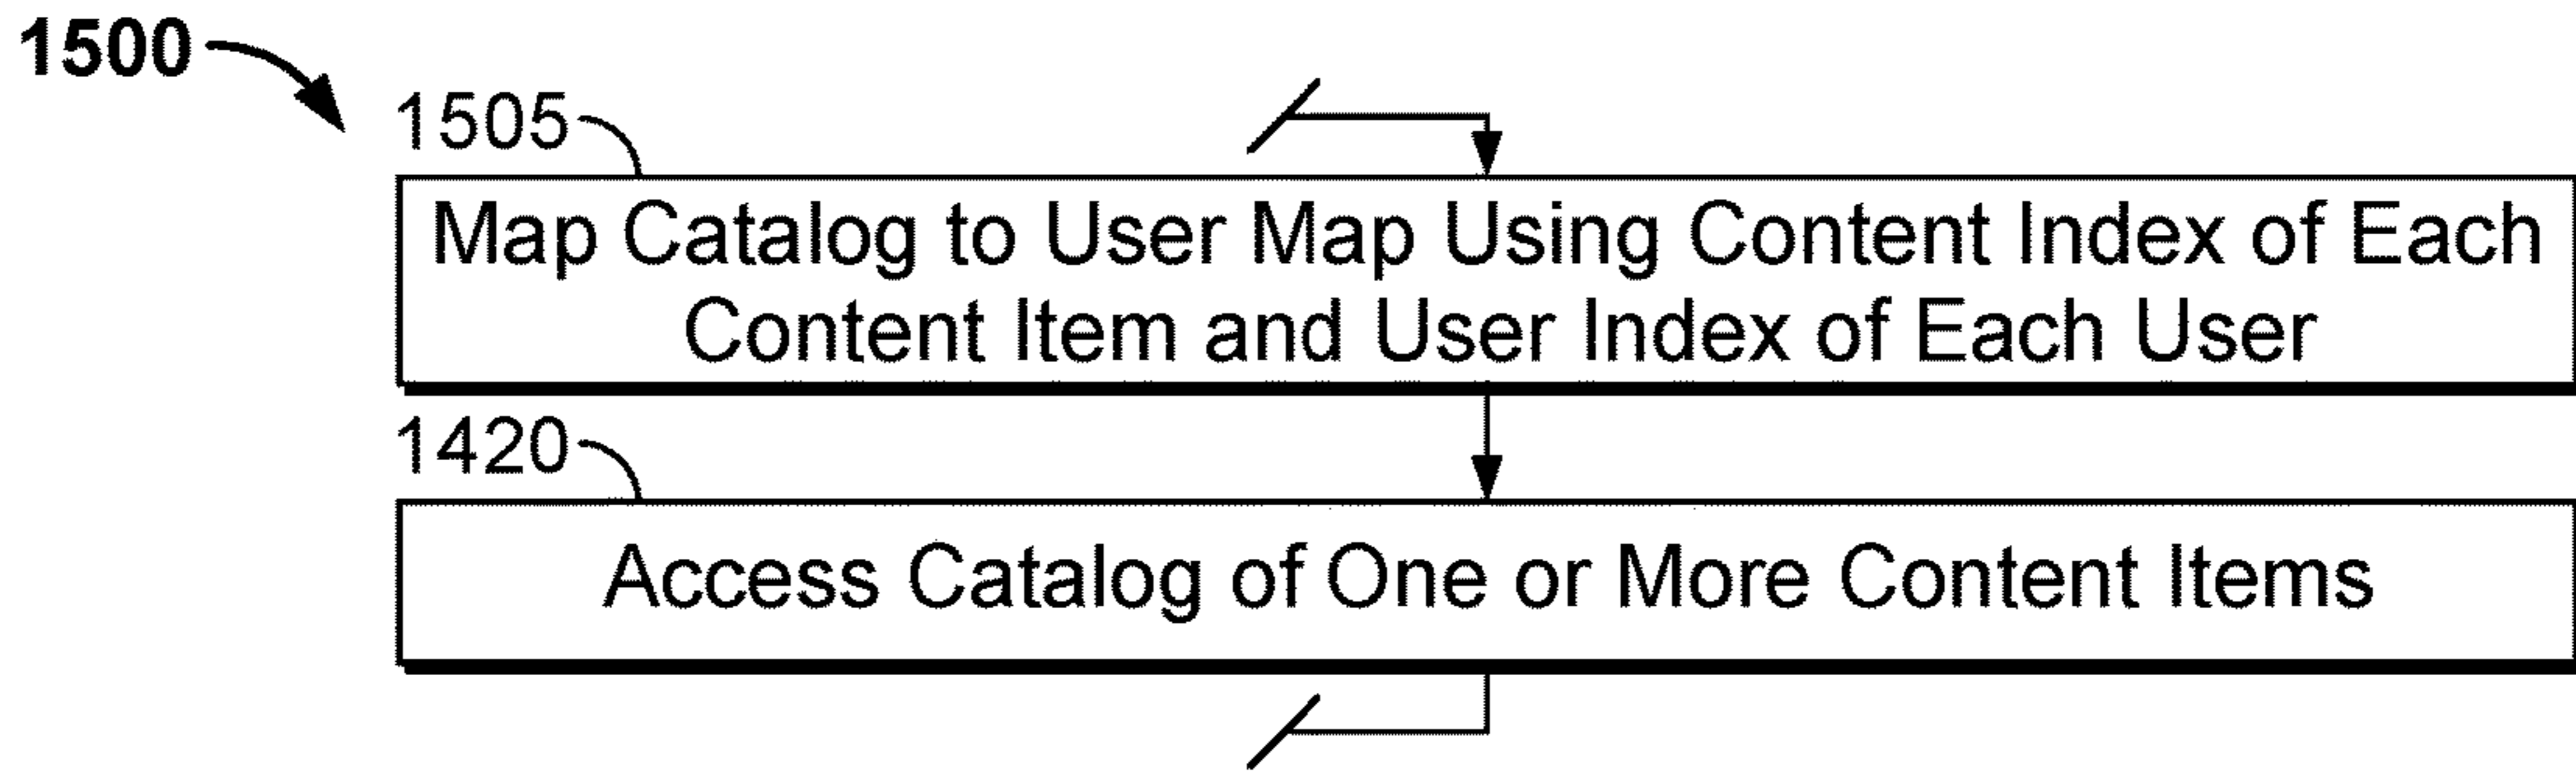 1500
1505
Map Catalog to User Map Using Content Index of Each
Content Item and User Index of Each User
1420
Access Catalog of One or More Content Items